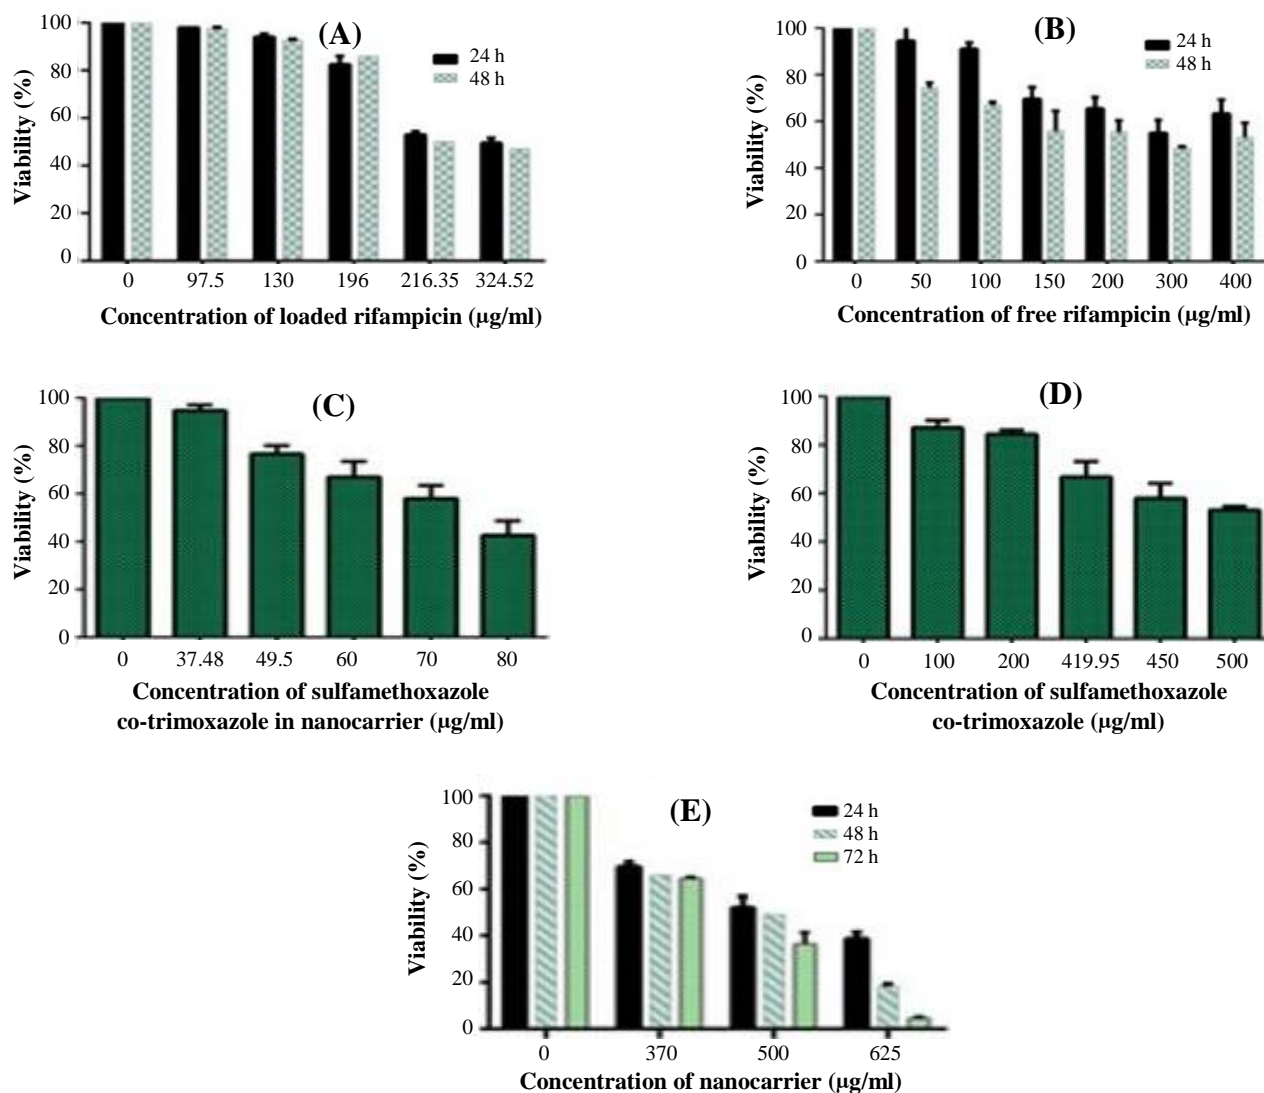 (A)
Viability (%)
100
80
60
40
20
0
24 h
48 h
0 97.5 130 196 216.35 324.52
Concentration of loaded rifampicin (µg/ml)
(B)
Viability (%)
100
80
60
40
20
0
24 h
48 h
0 50 100 150 200 300 400
Concentration of free rifampicin (µg/ml)
(C)
Viability (%)
100
80
60
40
20
0
0 37.48 49.5 60 70 80
Concentration of sulfamethoxazole
co-trimoxazole in nanocarrier (µg/ml)
(D)
Viability (%)
100
80
60
40
20
0
0 100 200 419.95 450 500
Concentration of sulfamethoxazole
co-trimoxazole (µg/ml)
(E)
Viability (%)
100
80
60
40
20
0
24 h
48 h
72 h
0 370 500 625
Concentration of nanocarrier (µg/ml)